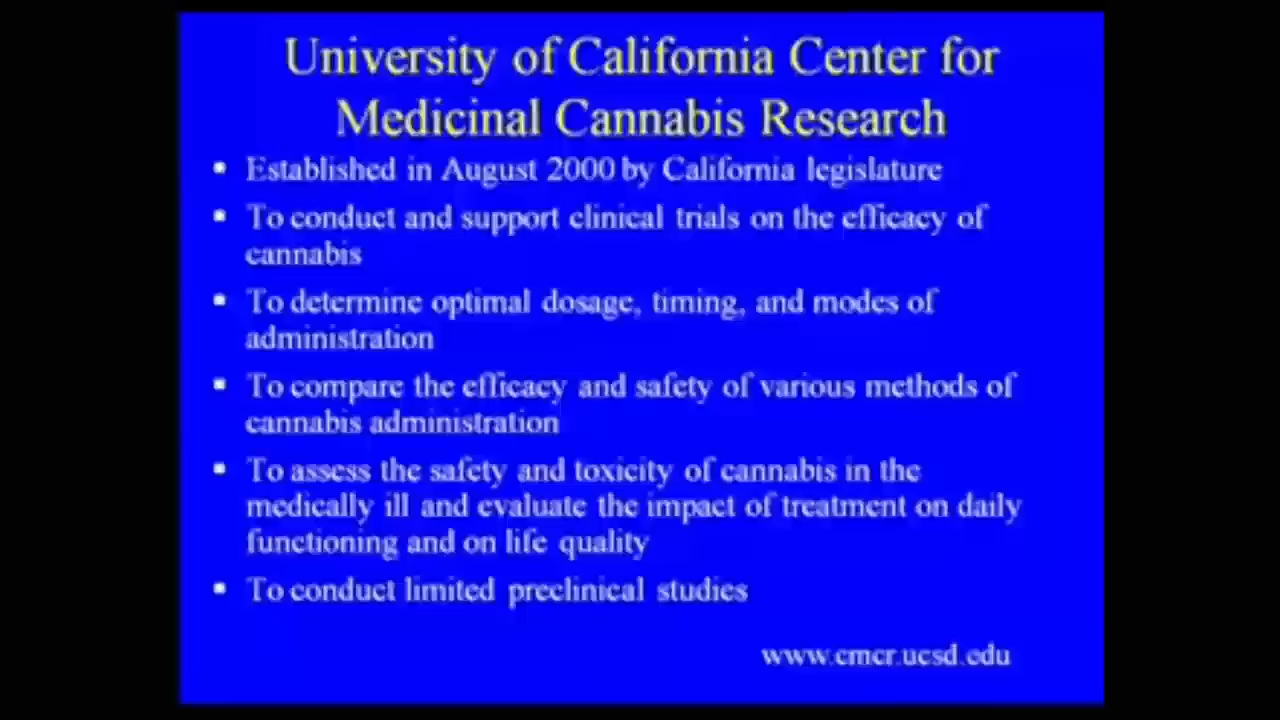 University of California Center for
Medicinal Cannabis Research
▪ Established in August 2000 by California legislature
▪ To conduct and support clinical trials on the efficacy of
cannabis
▪ To determine optimal dosage, timing, and modes of
administration
▪ To compare the efficacy and safety of various methods of
cannabis administration
▪ To assess the safety and toxicity of cannabis in the
medically ill and evaluate the impact of treatment on daily
functioning and on life quality
▪ To conduct limited preclinical studies
www.cmcr.ucsd.edu